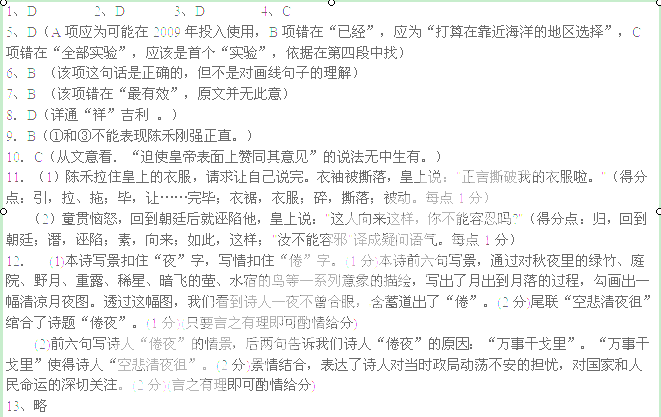 1、D 2、D 3、D 4、C
5、D（A 项应为可能在 2009 年投入使用，B 项错在“已经”，应为“打算在靠近海洋的地区选择”，C
项错在“全部实验”，应该是首个“实验”，依据在第四段中找）
6、B （该项这句话是正确的，但不是对画线句子的理解）
7、B （该项错在“最有效”，原文并无此意）
8．D（详通“祥”吉利 。）
9．B（①和③不能表现陈禾刚强正直。）
10．C（从文意看．“迫使皇帝表面上赞同其意见”的说法无中生有。）
11．（1）陈禾拉住皇上的衣服，请求让自己说完。衣袖被撕落，皇上说：“正言撕破我的衣服啦。”（得分
点：引，拉、拖；毕，让……完毕；衣裾，衣服；碎，撕落；被动。每点 1 分）
（2）童贯恼怒，回到朝廷后就诬陷他，皇上说：“这人向来这样，你不能容忍吗?”（得分点：归，回到
朝廷；谮，诬陷；素，向来；如此，这样；“汝不能容邪”译成疑问语气。每点 1 分）
12． (1)本诗写景扣住“夜”字，写情扣住“倦”字。(1 分)本诗前六句写景，通过对秋夜里的绿竹、庭
院、野月、重露、稀星、暗飞的萤、水宿的鸟等一系列意象的描绘，写出了月出到月落的过程，勾画出一
幅清凉月夜图。透过这幅图，我们看到诗人一夜不曾合眼，含蓄道出了“倦”。(2 分)尾联“空悲清夜徂”
缩合了诗题“倦夜”。(1 分)(只要言之有理即可酌情给分)
(2)前六句写诗人“倦夜”的情景，后两句告诉我们诗人“倦夜”的原因：“万事干戈里”。“万事干
戈里”使得诗人“空悲清夜徂”。(2 分)景情结合，表达了诗人对当时政局动荡不安的担忧，对国家和人
民命运的深切关注。(2 分)(言之有理即可酌情给分)
13、略